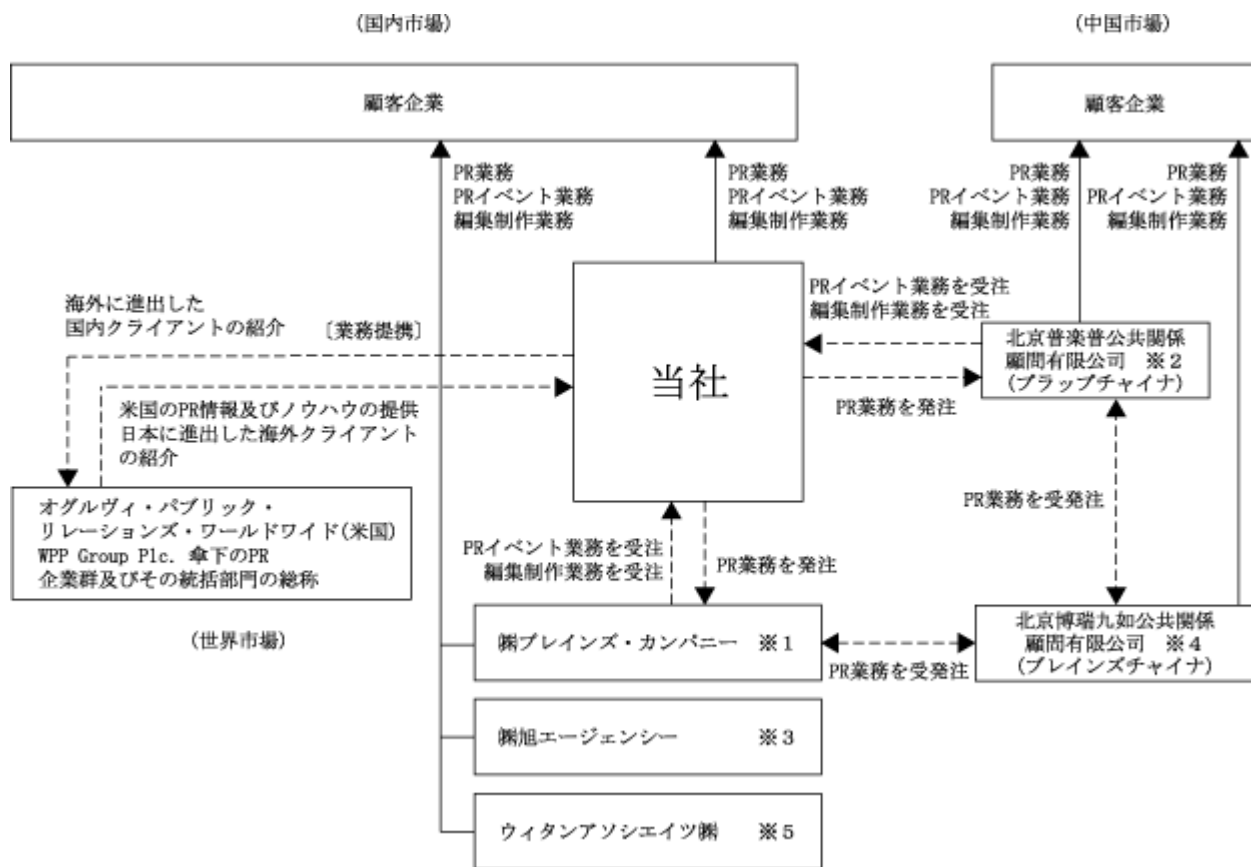 (国内市場)
(中国市場)
顧客企業
顧客企業
PR業務
PRイベント業務
編集制作業務
PR業務
PRイベント業務
編集制作業務
PR業務
PRイベント業務
編集制作業務
PR業務
PRイベント業務
編集制作業務
海外に進出した
国内クライアントの紹介
〔業務提携〕
当社
PRイベント業務を受注
編集制作業務を受注
PR業務を発注
北京普楽普公共関係
顧問有限公司 ※2
(プラップチャイナ)
米国のPR情報及びノウハウの提供
日本に進出した海外クライアント
の紹介
オグルヴィ・パブリック・
リレーションズ・ワールドワイド(米国)
WPP Group Plc. 傘下のPR
企業群及びその統括部門の総称
(世界市場)
PRイベント業務を受注
編集制作業務を受注
PR業務を発注
PR業務を受発注
㈱ブレインズ・カンパニー ※1
PR業務を受発注
北京博瑞九如公共関係
顧問有限公司 ※4
(ブレインズチャイナ)
㈱旭エージェンシー ※3
ウィタンアソシエイツ㈱ ※5